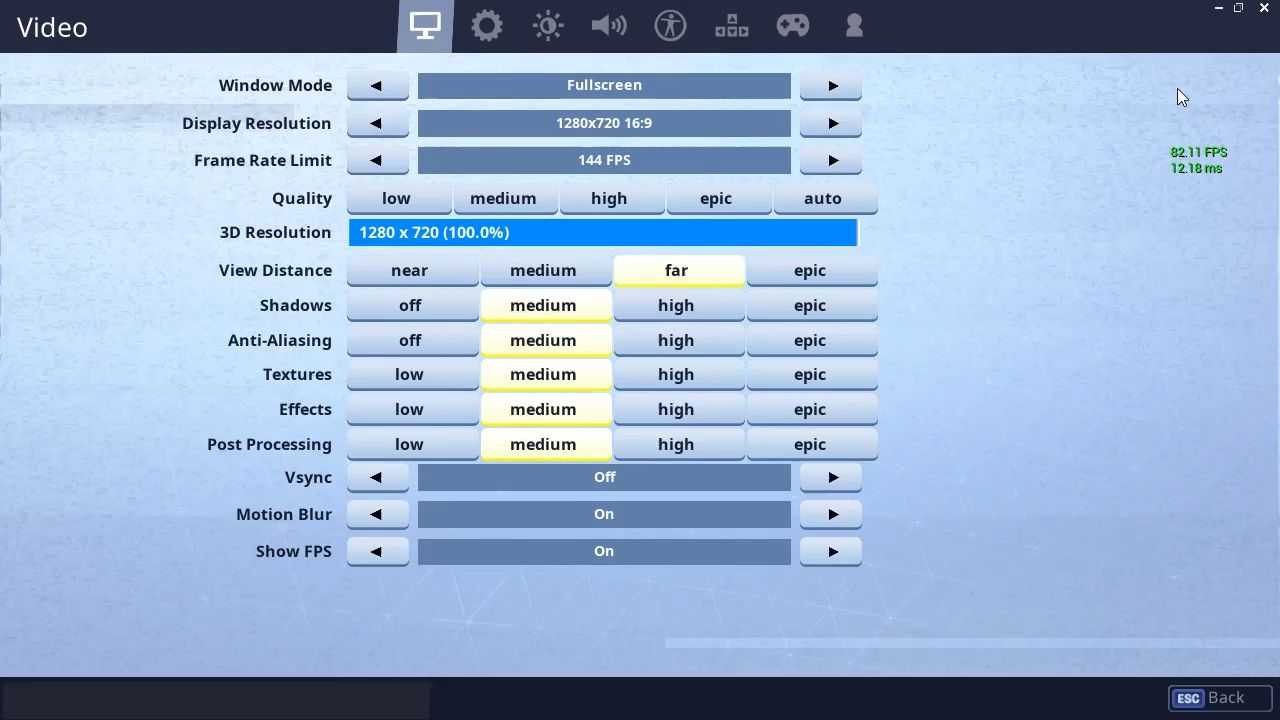 Video
Window Mode ◀ Fullscreen ▶
Display Resolution ◀ 1280x720 16:9 ▶
82.11 FPS
12.18 ms
Frame Rate Limit ◀ 144 FPS ▶
Quality low medium high epic auto
3D Resolution 1280 x 720 (100.0%)
View Distance near medium far epic
Shadows off medium high epic
Anti-Aliasing off medium high epic
Textures low medium high epic
Effects low medium high epic
Post Processing low medium high epic
Vsync ◀ Off ▶
Motion Blur ◀ On ▶
Show FPS ◀ On ▶
ESC Back